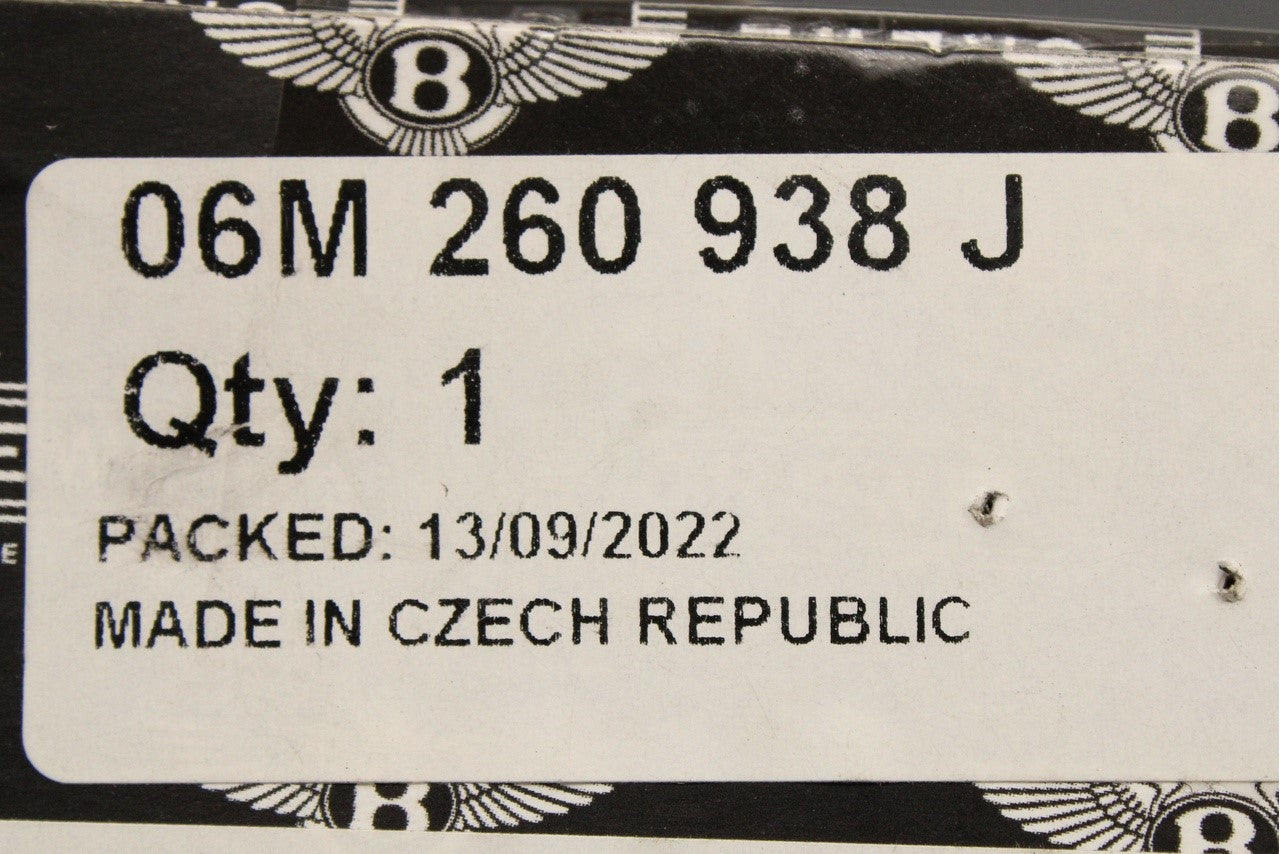 B
B
06M 260 938 J
Qty: 1
PACKED: 13/09/2022
MADE IN CZECH REPUBLIC
E
B
B